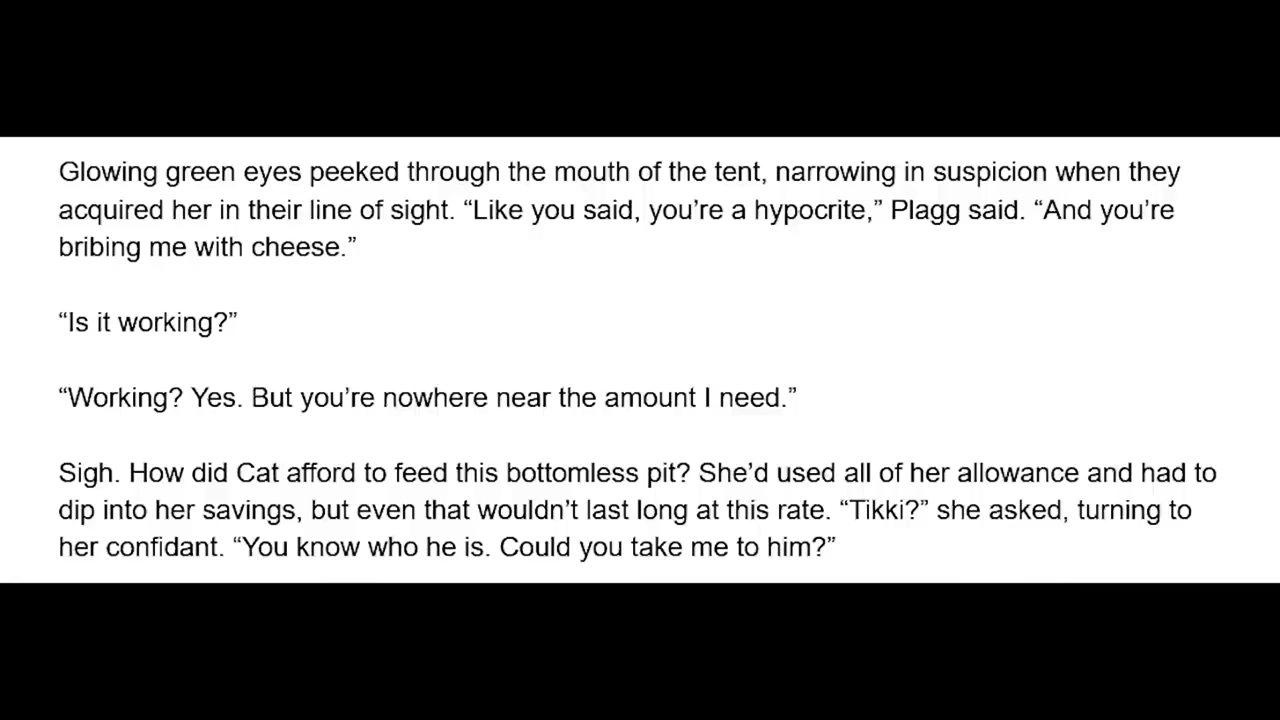 Glowing green eyes peeked through the mouth of the tent, narrowing in suspicion when they
acquired her in their line of sight. “Like you said, you’re a hypocrite,” Plagg said. “And you’re
bribing me with cheese.”
“Is it working?”
“Working? Yes. But you’re nowhere near the amount I need.”
Sigh. How did Cat afford to feed this bottomless pit? She’d used all of her allowance and had to
dip into her savings, but even that wouldn’t last long at this rate. “Tikki?” she asked, turning to
her confidant. “You know who he is. Could you take me to him?”